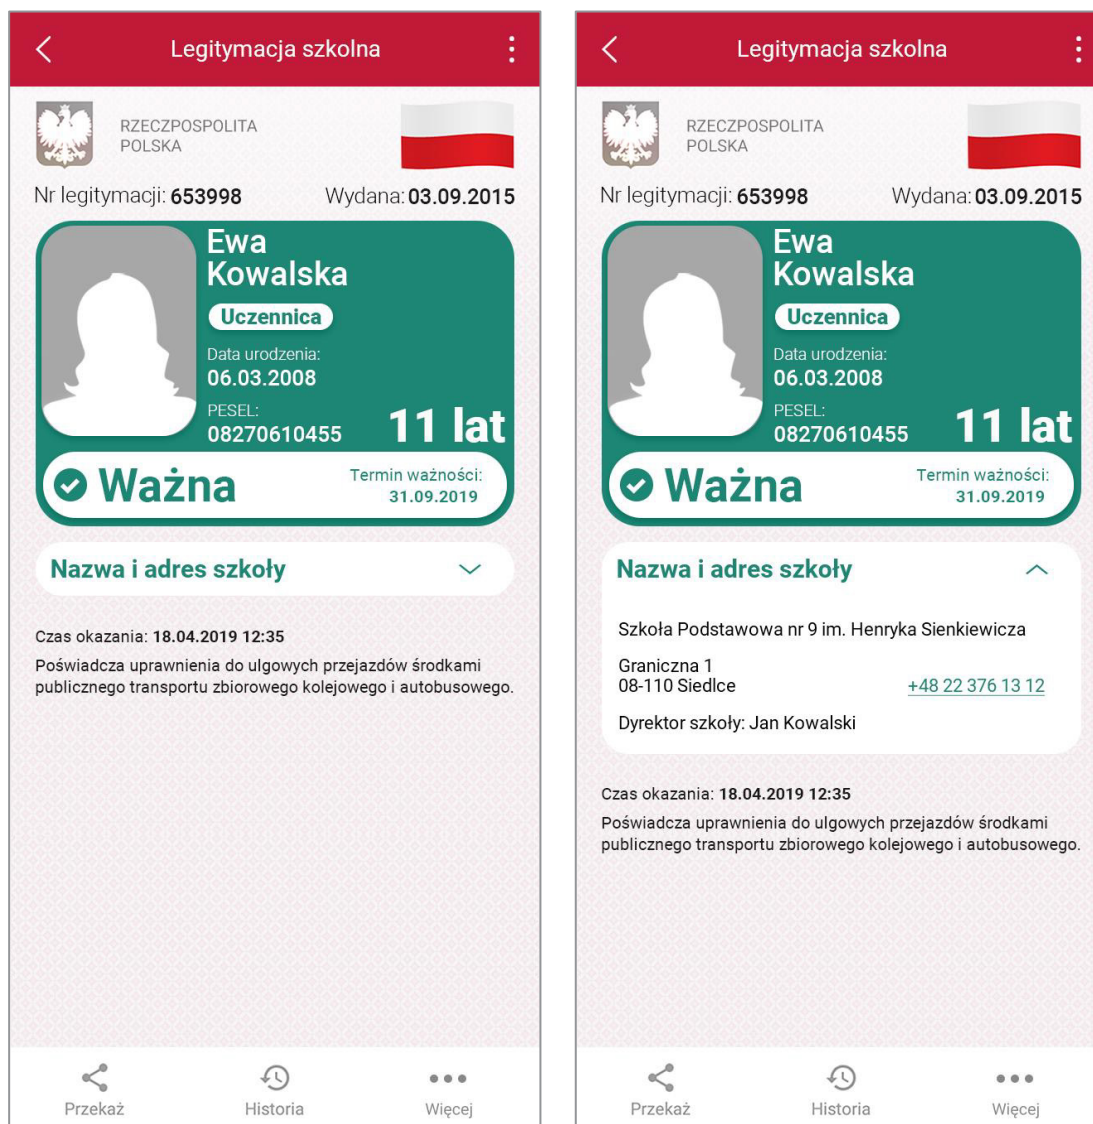 Legitymacja szkolna
RZECZPOSPOLITA
POLSKA
Nr legitymacji: 653998 Wydana: 03.09.2015
Ewa
Kowalska
Uczennica
Data urodzenia:
06.03.2008
PESEL:
08270610455
11 lat
Ważna
Termin ważności:
31.09.2019
Nazwa i adres szkoły
Czas okazania: 18.04.2019 12:35
Poświadcza uprawnienia do ulgowych przejazdów środkami
publicznego transportu zbiorowego kolejowego i autobusowego.
Przekaż Historia Więcej
Legitymacja szkolna
RZECZPOSPOLITA
POLSKA
Nr legitymacji: 653998 Wydana: 03.09.2015
Ewa
Kowalska
Uczennica
Data urodzenia:
06.03.2008
PESEL:
08270610455
11 lat
Ważna
Termin ważności:
31.09.2019
Nazwa i adres szkoły
Szkoła Podstawowa nr 9 im. Henryka Sienkiewicza
Graniczna 1
08-110 Siedlce +48 22 376 13 12
Dyrektor szkoły: Jan Kowalski
Czas okazania: 18.04.2019 12:35
Poświadcza uprawnienia do ulgowych przejazdów środkami
publicznego transportu zbiorowego kolejowego i autobusowego.
Przekaż Historia Więcej